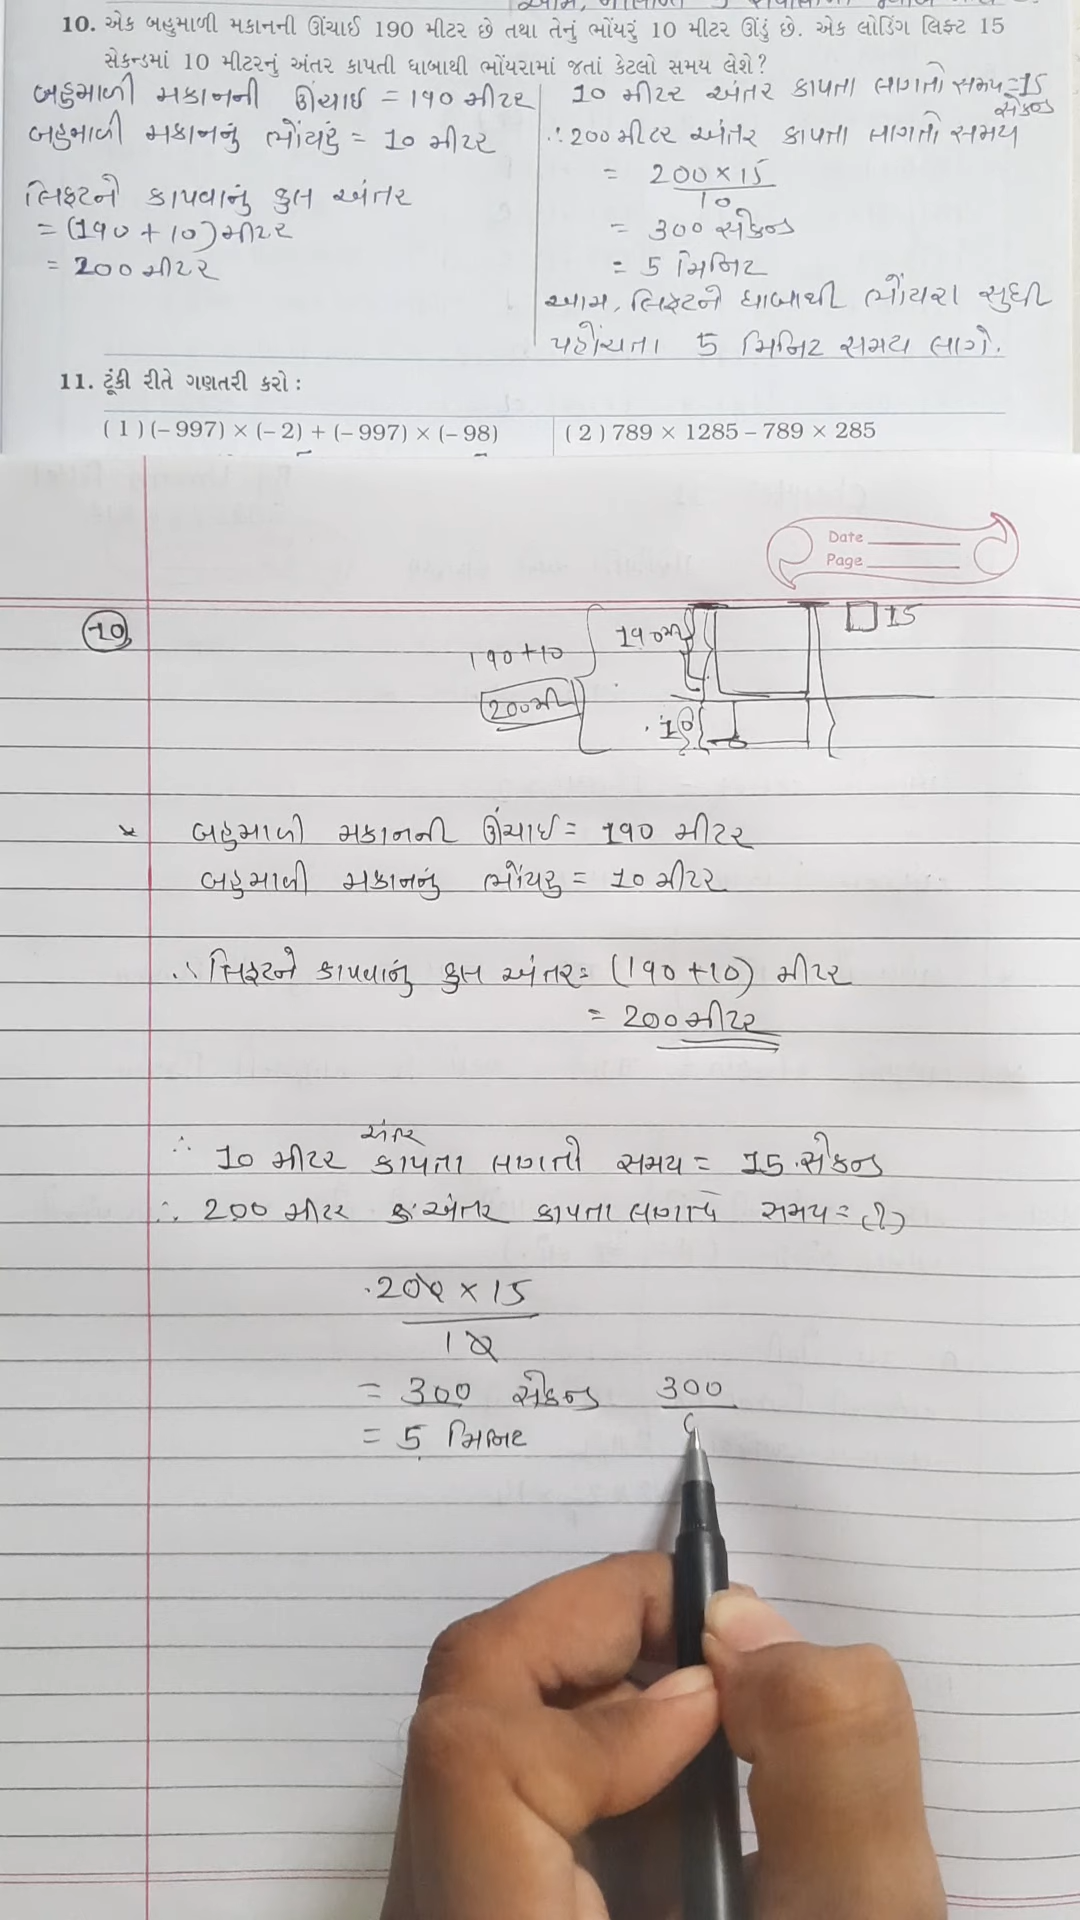 10. એક બહુમાળી મકાનની ઊંચાઈ 190 મીટર છે તથા તેનું ભોંયરું 10 મીટર ઊંડું છે. એક લોડિંગ લિફ્ટ 15
સેકન્ડમાં 10 મીટરનું અંતર કાપતી ધાબાથી ભોંયરામાં જતાં કેટલો સમય લેશે?
બહુમાળી મકાનની ઊંચાઈ = 190 મીટર
બહુમાળી મકાનનું ભોંયરું = 10 મીટર
લિફ્ટને કાપવાનું કુલ અંતર
= (190 + 10) મીટર
= 200 મીટર
10 મીટર અંતર કાપતા લાગતો સમય = 15
સેકન્ડ
∴ 200 મીટર અંતર કાપતા લાગતો સમય
= 200 × 15
10
= 300 સેકન્ડ
= 5 મિનિટ
આમ, લિફ્ટને ધાબાથી ભોંયરા સુધી
પહોંચતા 5 મિનિટ સમય લાગે.
11. ટૂંકી રીતે ગણતરી કરો :
(1) (– 997) × (– 2) + (– 997) × (– 98)
(2) 789 × 1285 – 789 × 285
Date
Page
10
190 + 10
200મી
190મી
10
15
* બહુમાળી મકાનની ઊંચાઈ = 190 મીટર
બહુમાળી મકાનનું ભોંયરુ = 10 મીટર
∴ લિફ્ટને કાપવાનું કુલ અંતર = (190 + 10) મીટર
= 200 મીટર
અંતર
∴ 10 મીટર કાપતા લાગતો સમય = 15 સેકન્ડ
∴ 200 મીટર અંતર કાપતા લાગતો સમય = (?)
200 × 15
10
= 300 સેકન્ડ
300
= 5 મિનિટ